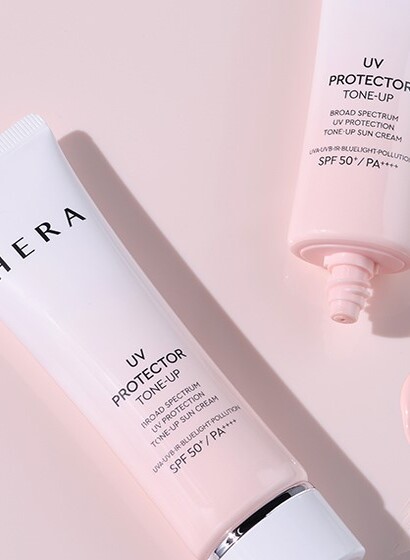 HERA
UV
PROTECTOR
TONE-UP
BROAD SPECTRUM
UV PROTECTION
TONE-UP SUN CREAM
UVA·UVB·IR·BLUELIGHT·POLLUTION
SPF 50+/ PA++++
UV
PROTECTOR
TONE-UP
BROAD SPECTRUM
UV PROTECTION
TONE-UP SUN CREAM
UVA·UVB·IR·BLUELIGHT·POLLUTION
SPF 50+/ PA++++